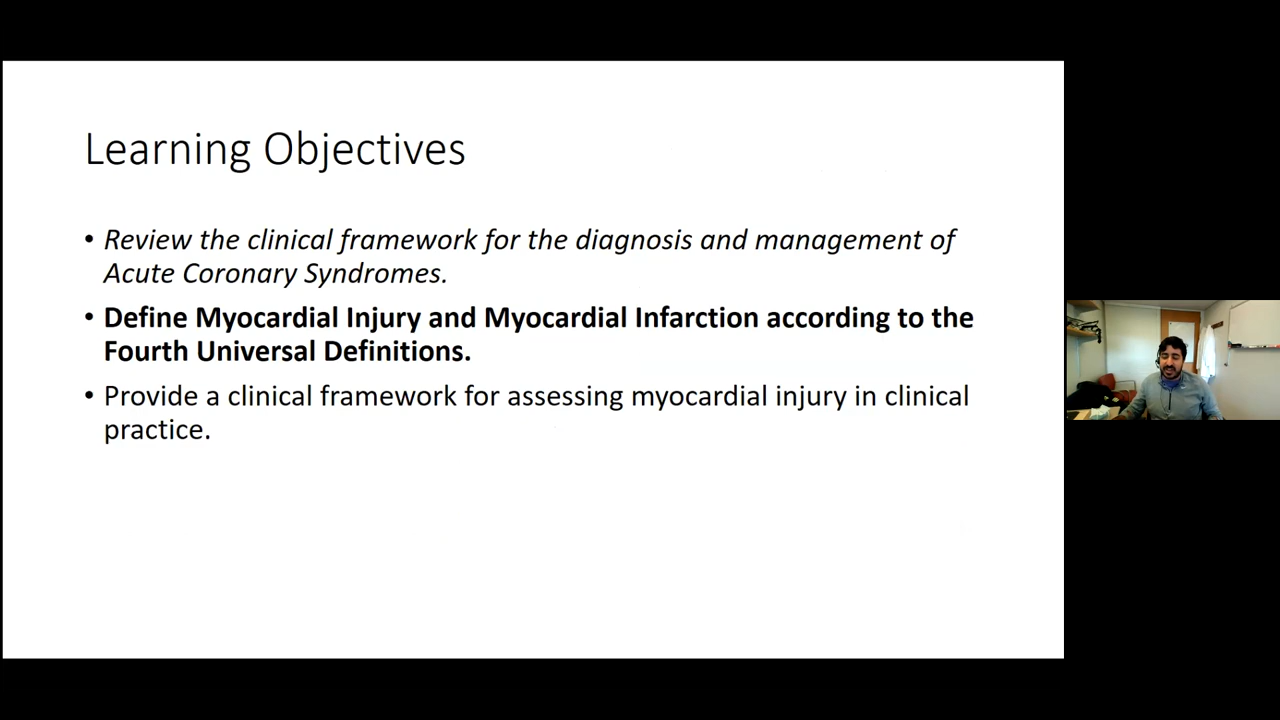 Learning Objectives
• Review the clinical framework for the diagnosis and management of
Acute Coronary Syndromes.
• Define Myocardial Injury and Myocardial Infarction according to the
Fourth Universal Definitions.
• Provide a clinical framework for assessing myocardial injury in clinical
practice.